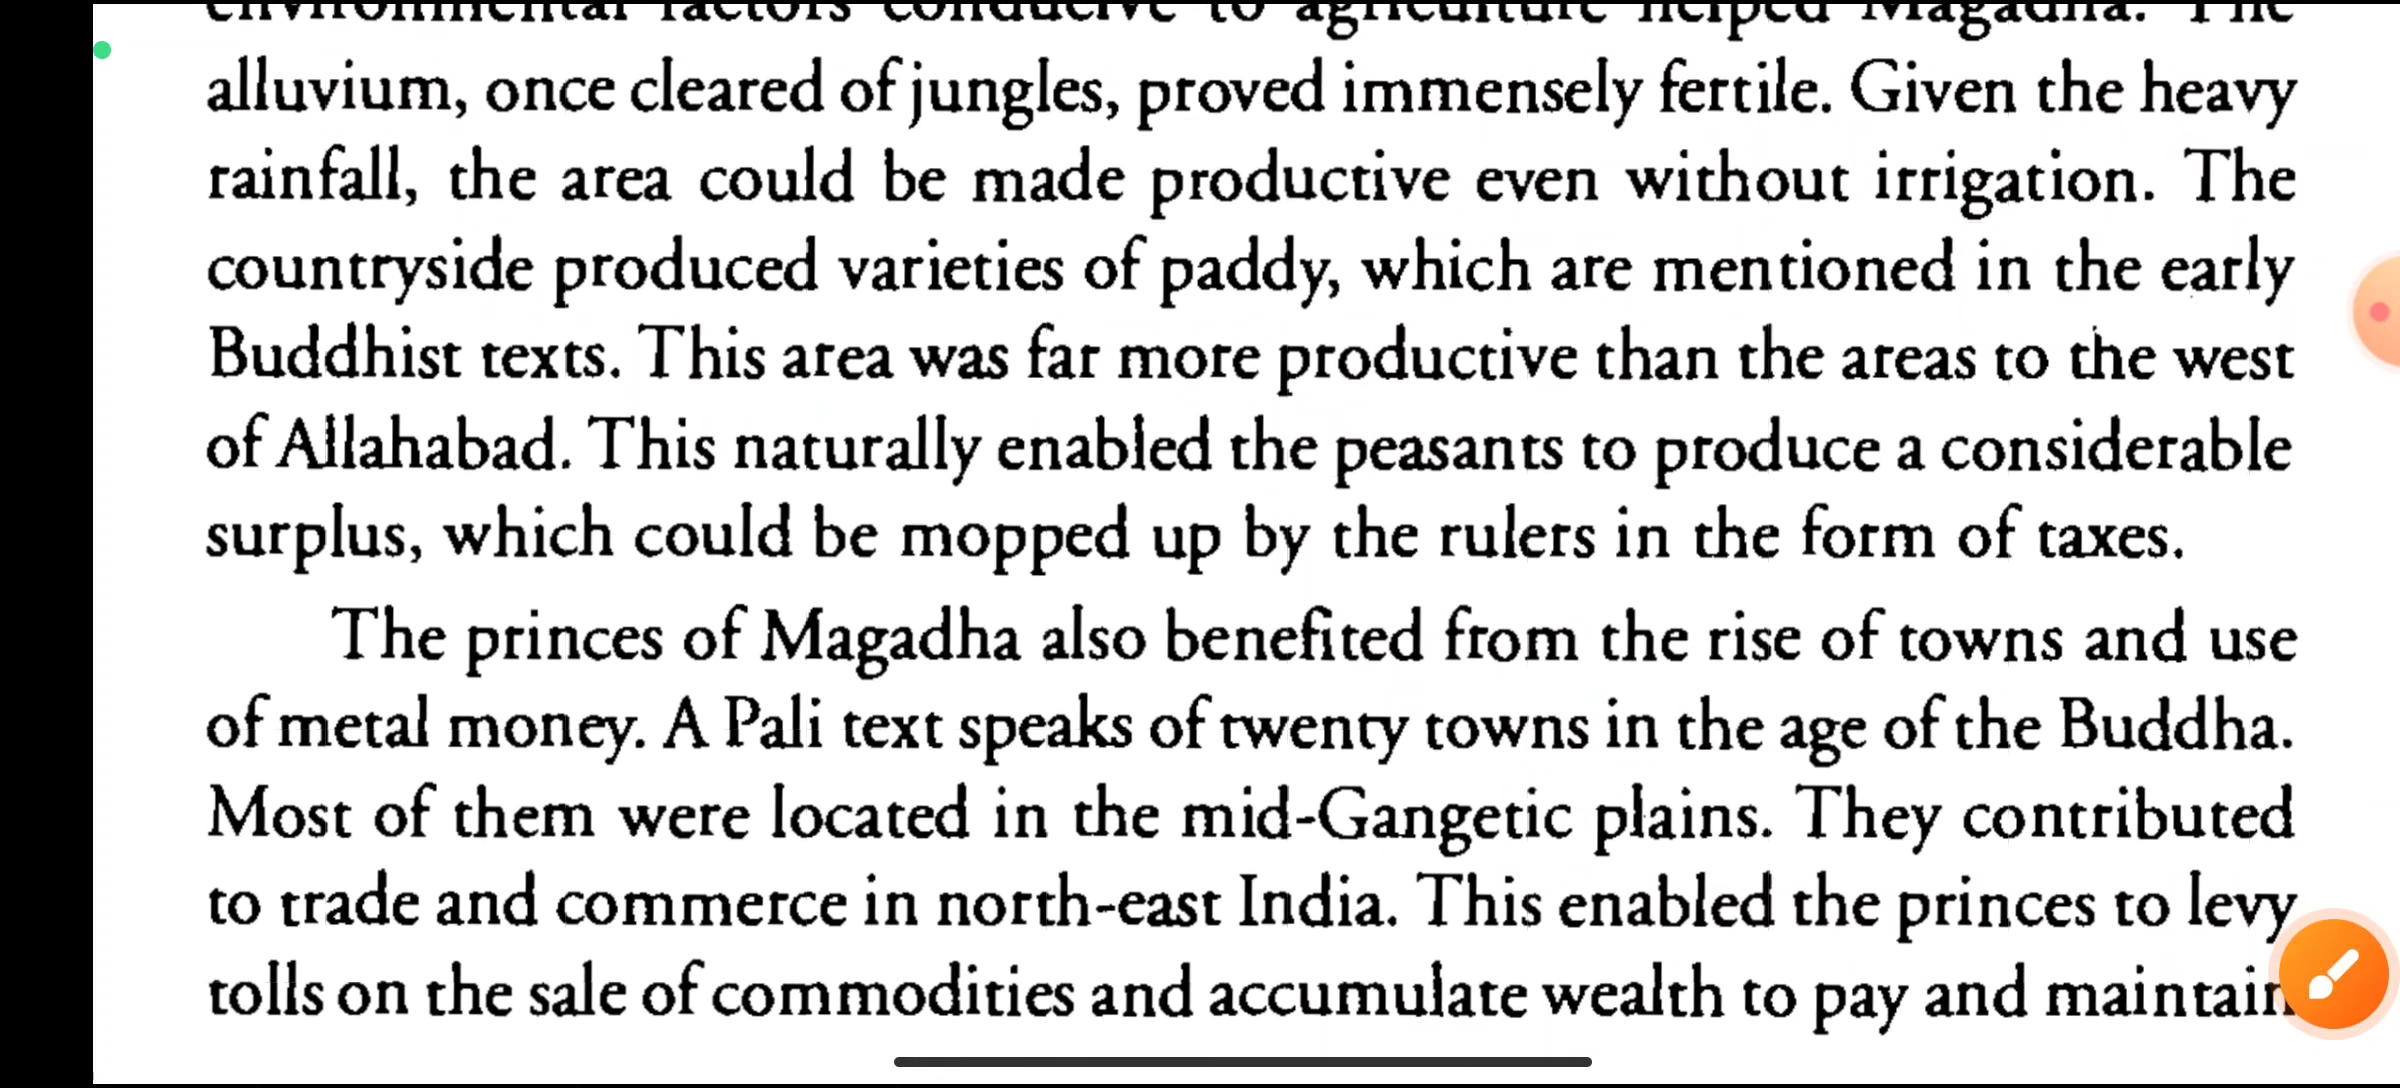 environmental factors conducive to agriculture helped Magadha. The
alluvium, once cleared of jungles, proved immensely fertile. Given the heavy
rainfall, the area could be made productive even without irrigation. The
countryside produced varieties of paddy, which are mentioned in the early
Buddhist texts. This area was far more productive than the areas to the west
of Allahabad. This naturally enabled the peasants to produce a considerable
surplus, which could be mopped up by the rulers in the form of taxes.
The princes of Magadha also benefited from the rise of towns and use
of metal money. A Pali text speaks of twenty towns in the age of the Buddha.
Most of them were located in the mid-Gangetic plains. They contributed
to trade and commerce in north-east India. This enabled the princes to levy
tolls on the sale of commodities and accumulate wealth to pay and maintain